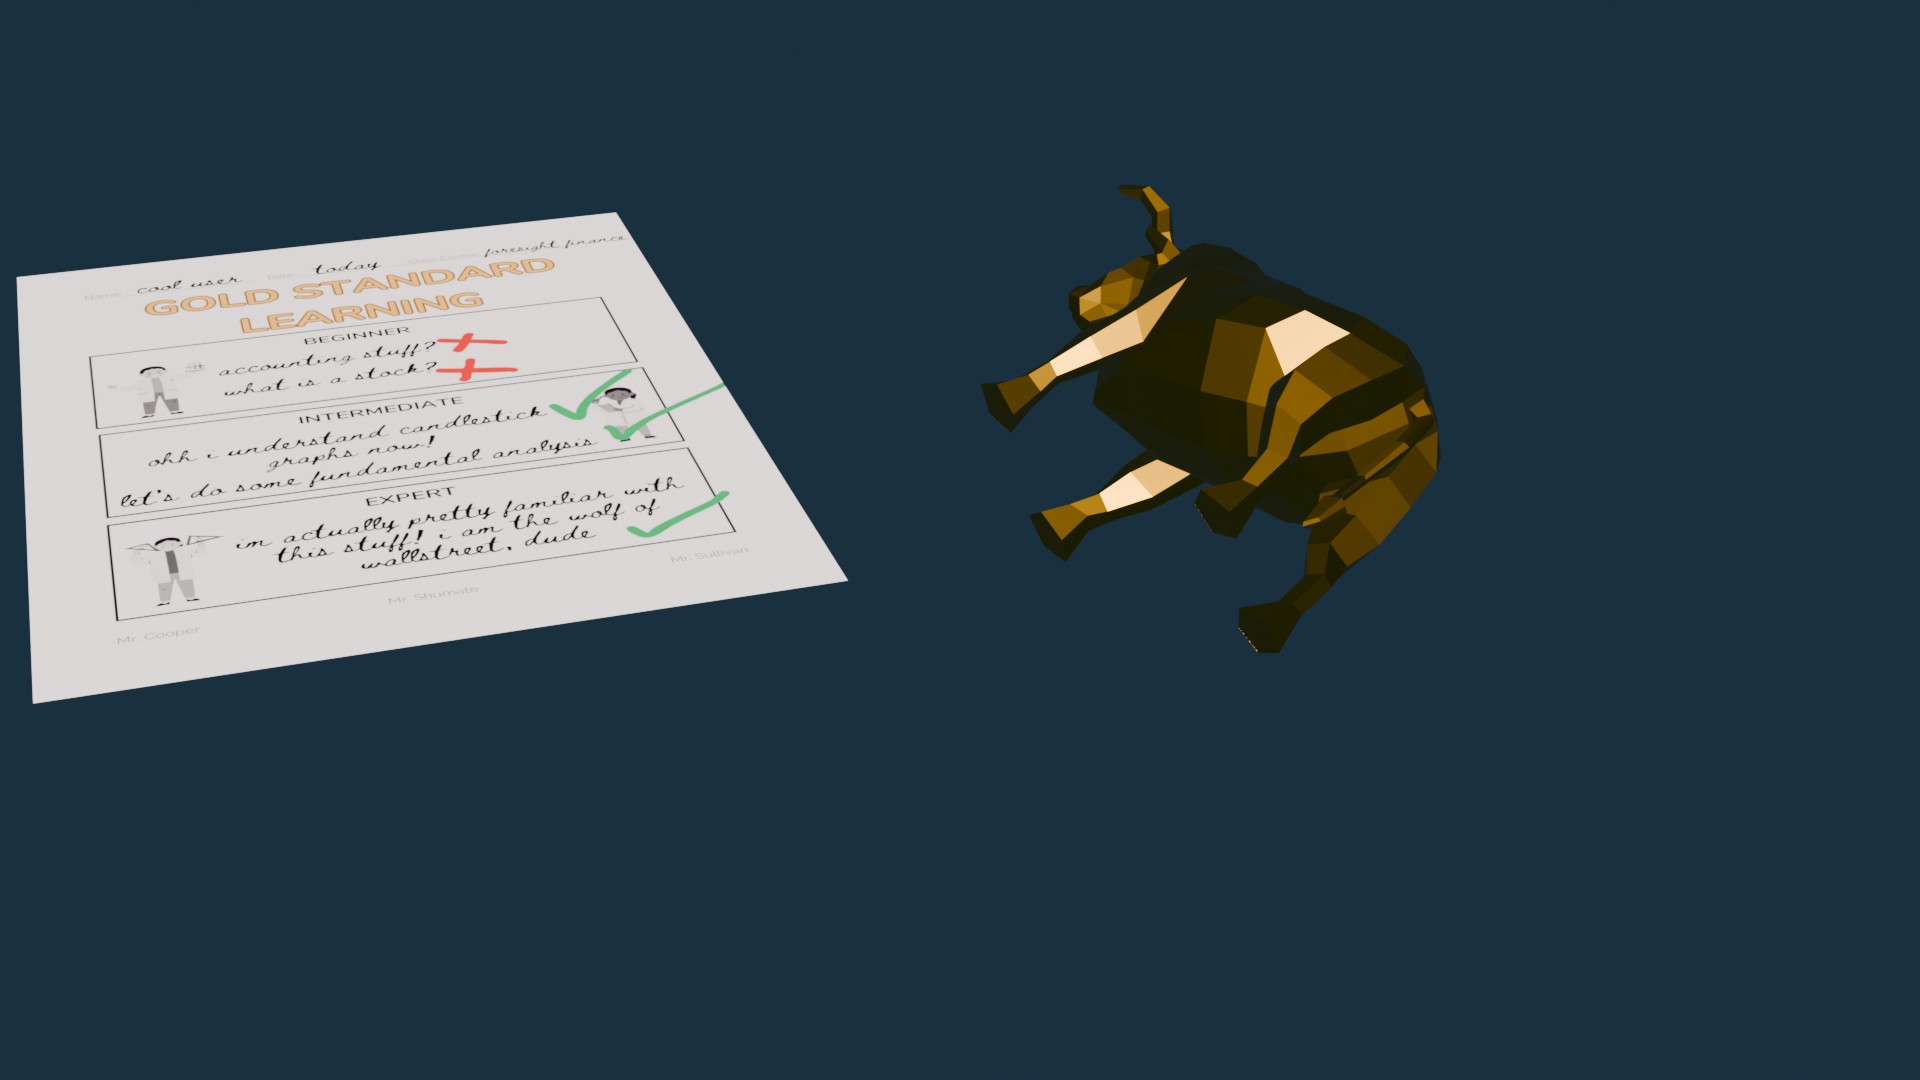 Name: cool user Date: today Class/Course: foresight finance
GOLD STANDARD
LEARNING
BEGINNER
accounting stuff?
what is a stock?
INTERMEDIATE
ohh i understand candlestick
graphs now!
let's do some fundamental analysis
EXPERT
im actually pretty familiar with
this stuff! i am the wolf of
wallstreet, dude
Mr. Cooper
Mr. Shumate
Mr. Sullivan